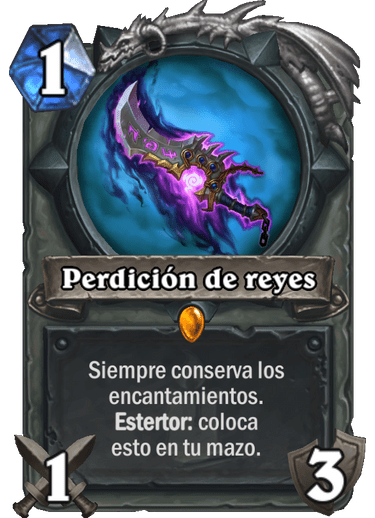 1
Perdición de reyes
Siempre conserva los
encantamientos.
Estertor: coloca
esto en tu mazo.
1
3